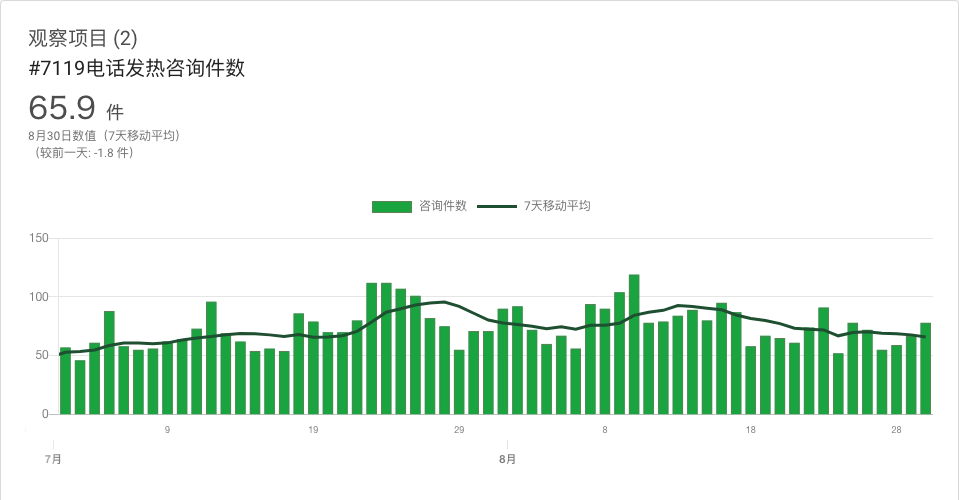 观察项目 (2)
#7119电话发热咨询件数
65.9 件
8月30日数值（7天移动平均）
（较前一天: -1.8 件）
咨询件数 7天移动平均
150
100
50
0
9 19 29 8 18 28
7月 8月